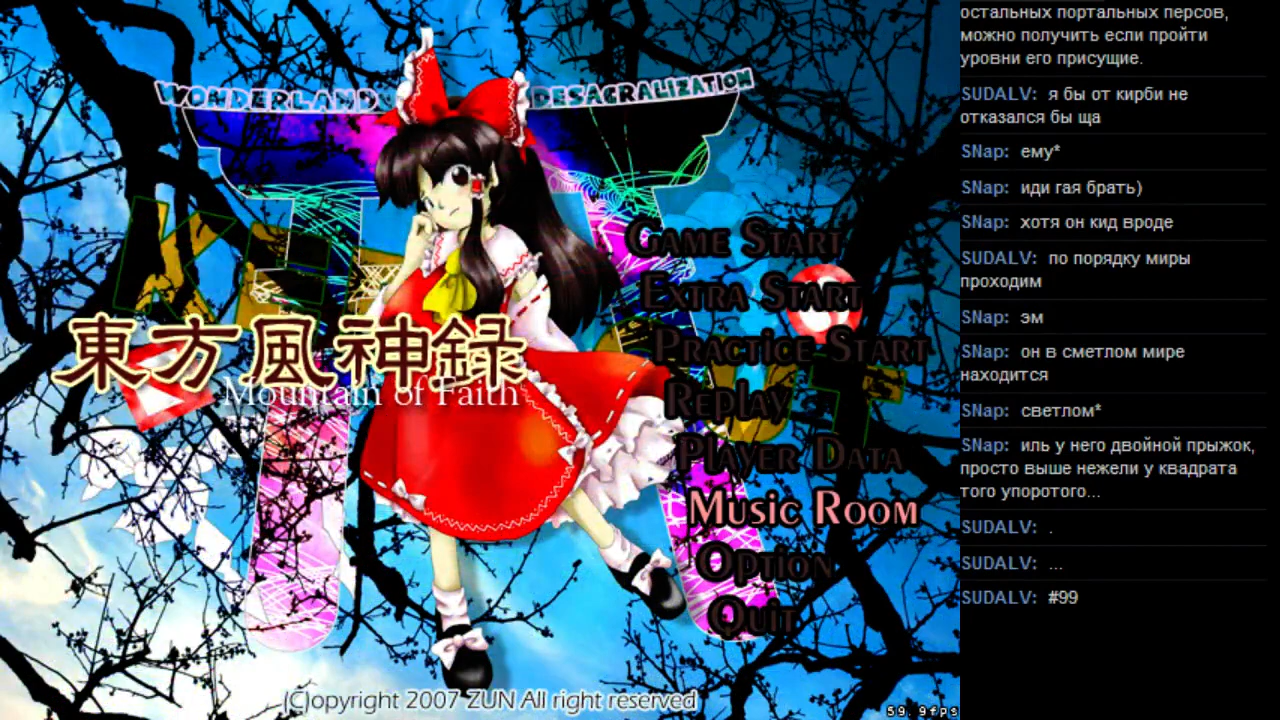 WONDERLAND
DESACRALIZATION
東方風神録
Mountain of Faith
Game Start
Extra Start
Practice Start
Replay
Player Data
Music Room
Option
Quit
(C)opyright 2007 ZUN All right reserved
59.9fps
остальных портальных персов,
можно получить если пройти
уровни его присущие.
SUDALV: я бы от кирби не
отказался бы ща
SNap: ему*
SNap: иди гая брать)
SNap: хотя он кид вроде
SUDALV: по порядку миры
проходим
SNap: эм
SNap: он в сметлом мире
находится
SNap: светлом*
SNap: иль у него двойной прыжок,
просто выше нежели у квадрата
того упоротого...
SUDALV: .
SUDALV: ...
SUDALV: #99